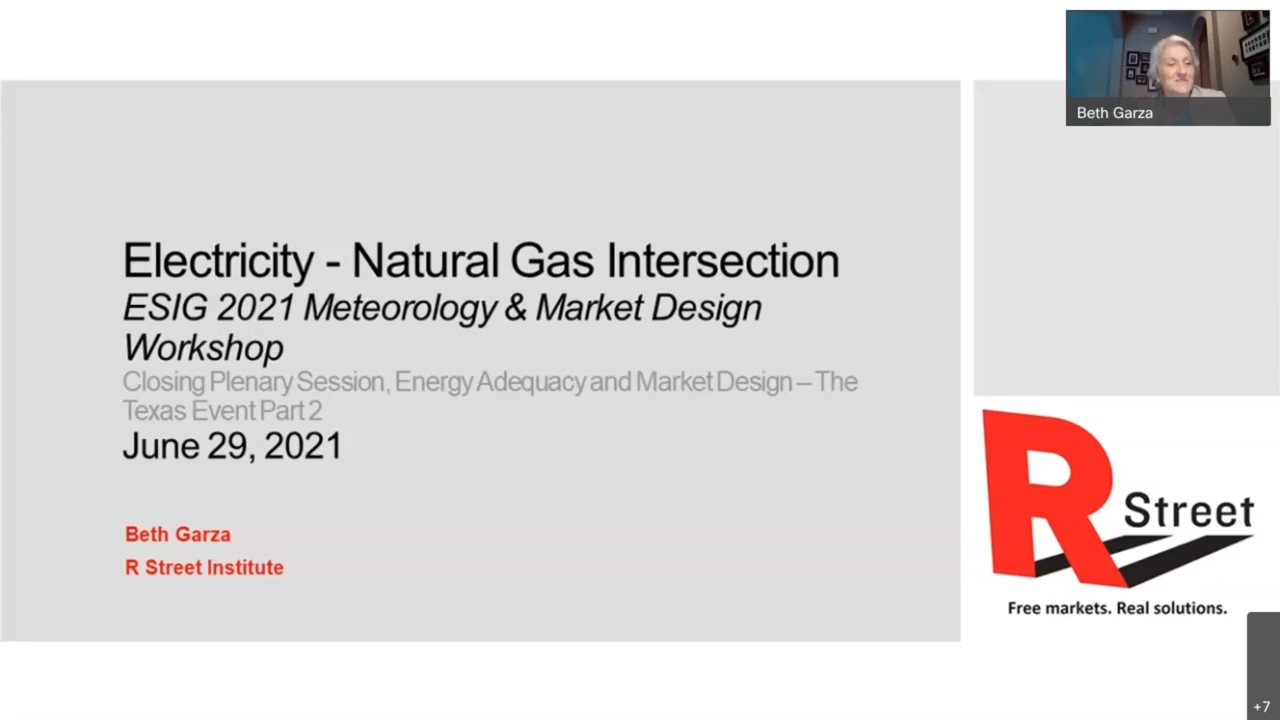 Beth Garza
Electricity - Natural Gas Intersection
ESIG 2021 Meteorology & Market Design
Workshop
Closing Plenary Session, Energy Adequacy and Market Design – The
Texas Event Part 2
June 29, 2021
Beth Garza
R Street Institute
R Street
Free markets. Real solutions.
+7